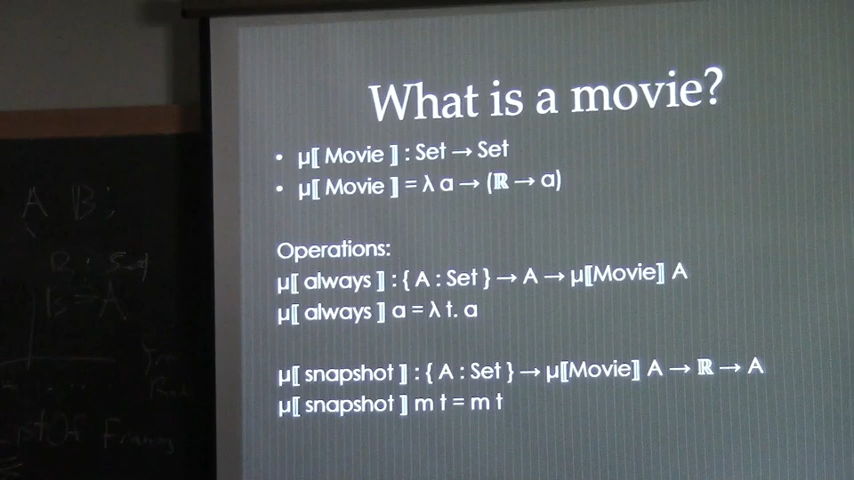 What is a movie?
• μ⟦ Movie ⟧ : Set → Set
• μ⟦ Movie ⟧ = λ a → (ℝ → a)
Operations:
μ⟦ always ⟧ : { A : Set } → A → μ⟦Movie⟧ A
μ⟦ always ⟧ a = λ t. a
μ⟦ snapshot ⟧ : { A : Set } → μ⟦Movie⟧ A → ℝ → A
μ⟦ snapshot ⟧ m t = m t
A B